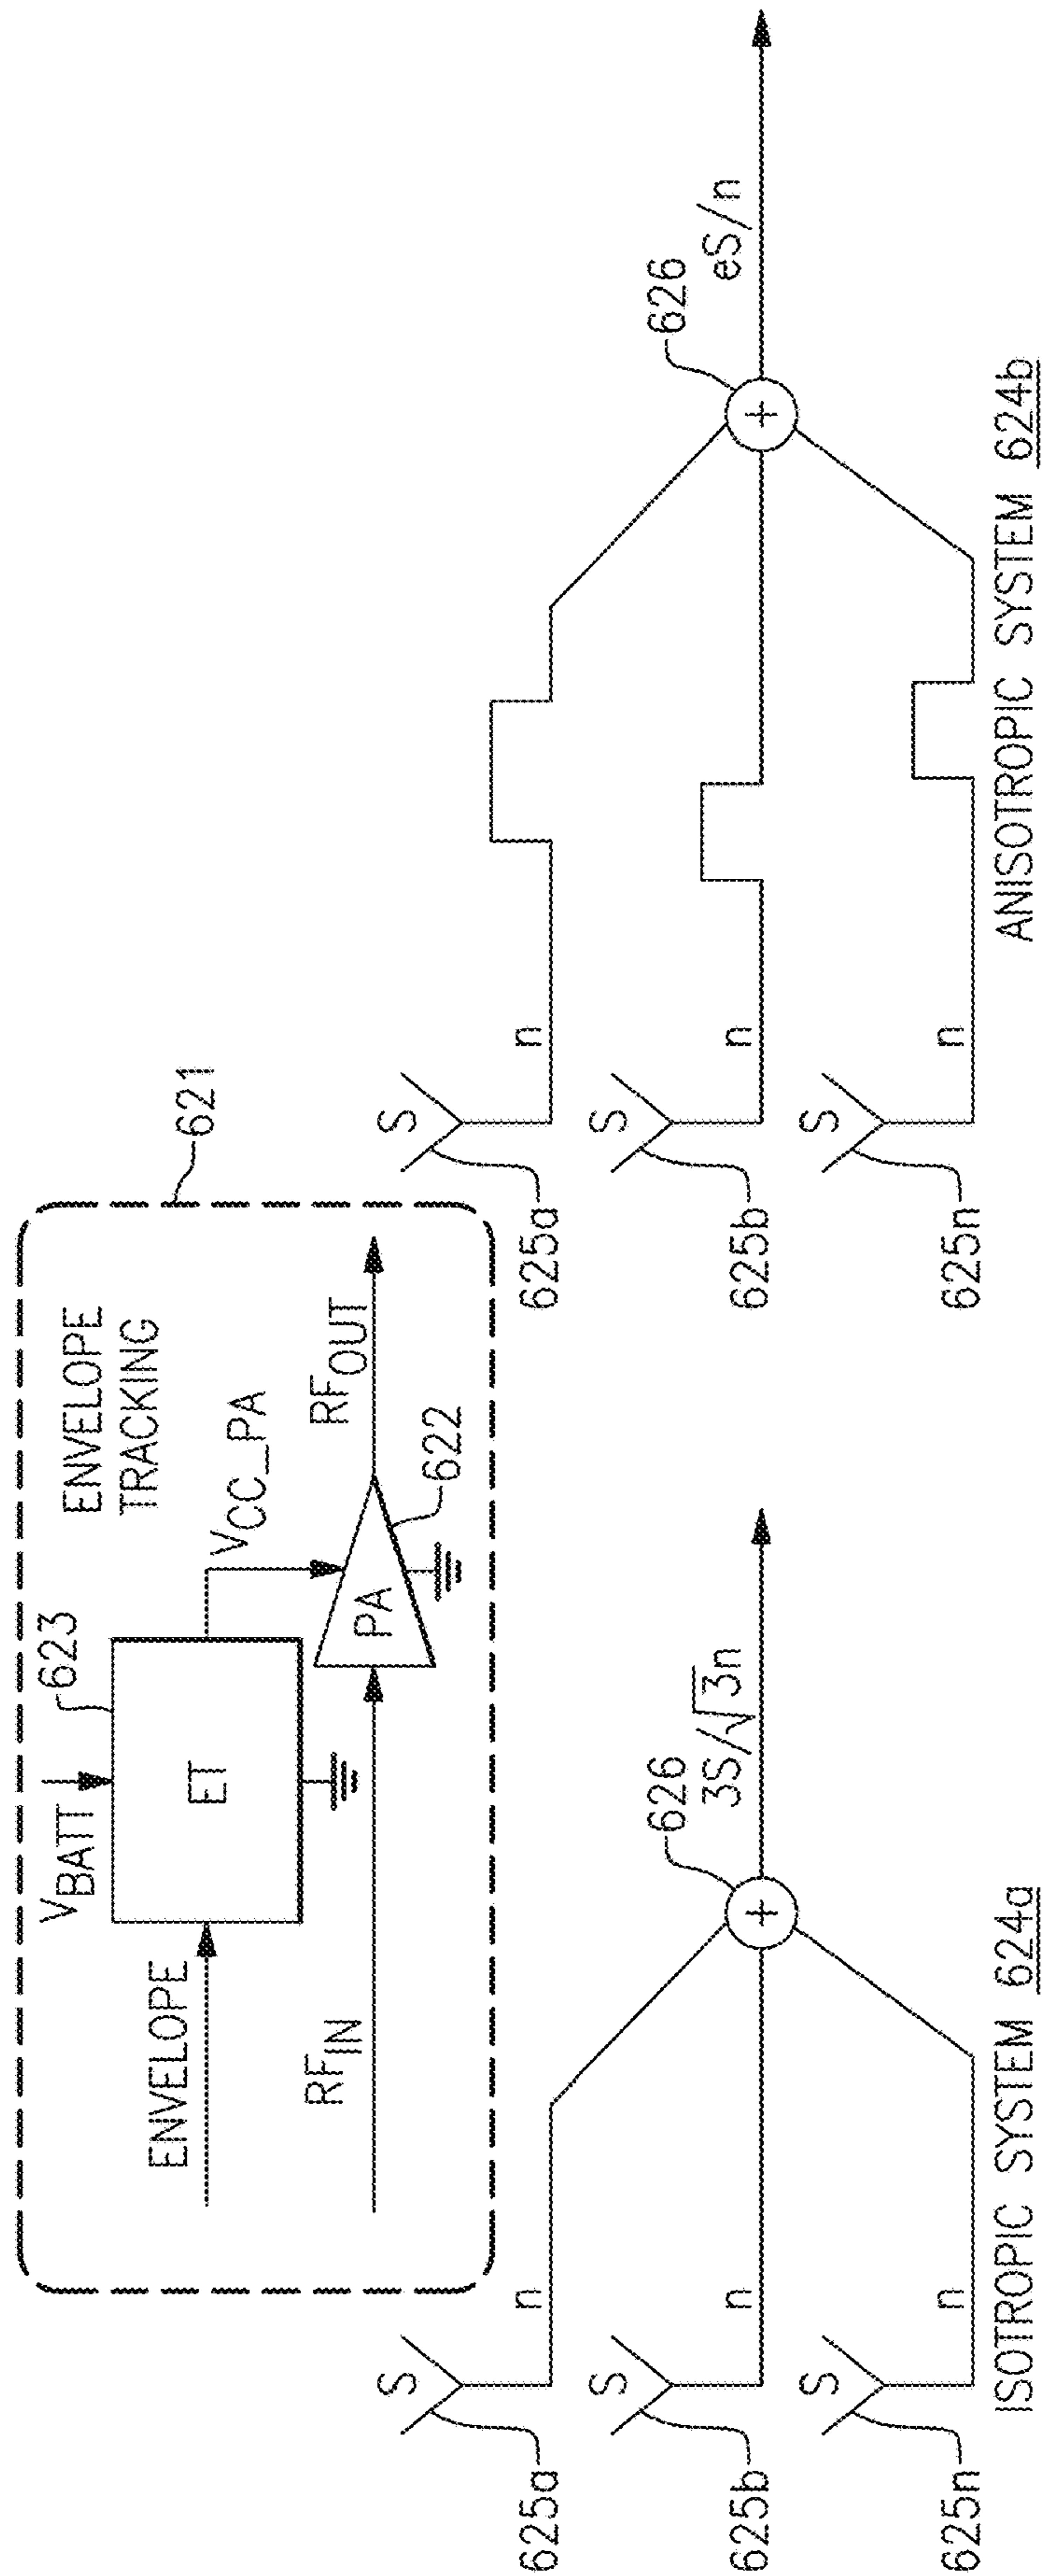 ENVELOPE
TRACKING
621
V_BATT
623
ENVELOPE
ET
V_CC_PA
RF_IN
PA
RF_OUT
622
625a
S
n
625b
S
n
625n
S
n
626
+
3S/√3n
ISOTROPIC SYSTEM 624a
625a
S
n
625b
S
n
625n
S
n
626
+
eS/n
ANISOTROPIC SYSTEM 624b